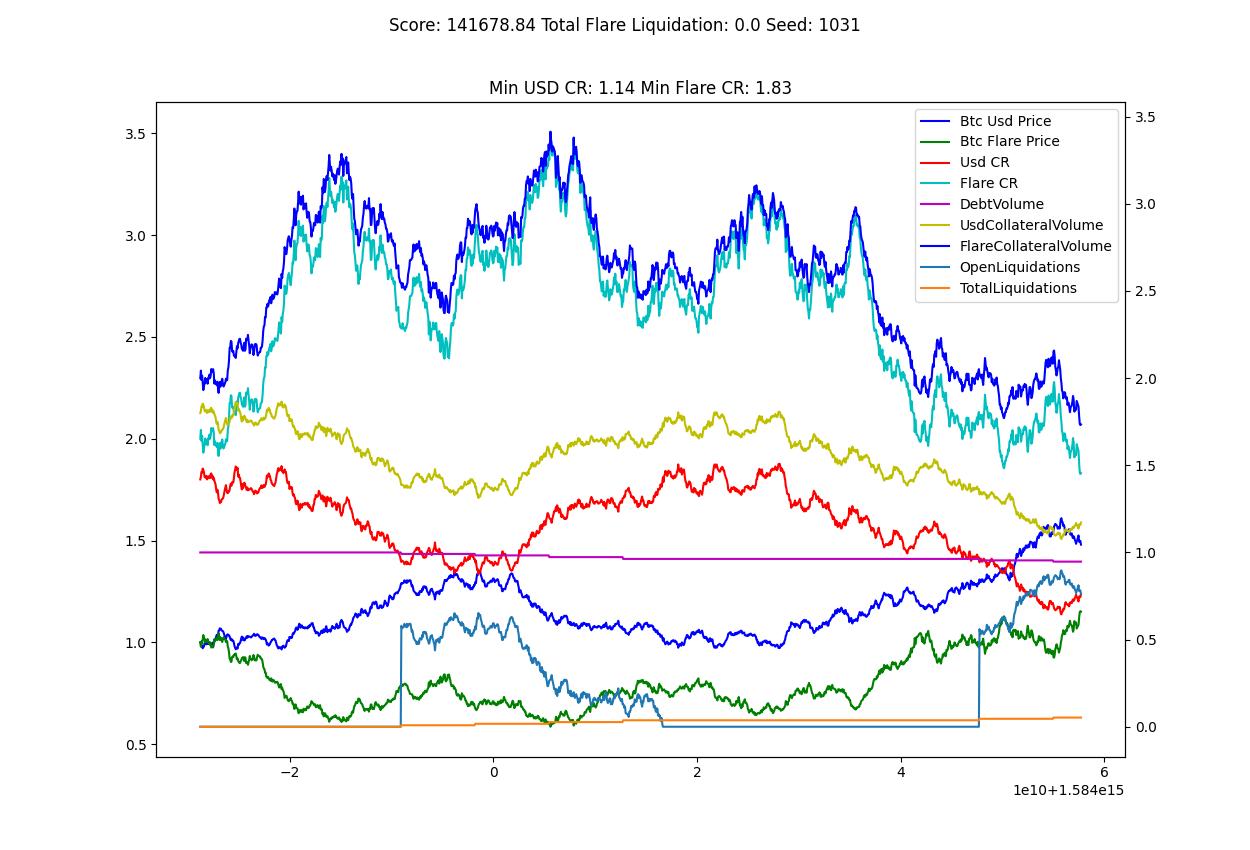 Score: 141678.84 Total Flare Liquidation: 0.0 Seed: 1031
Min USD CR: 1.14 Min Flare CR: 1.83
3.5
3.0
2.5
2.0
1.5
1.0
0.5
3.5
3.0
2.5
2.0
1.5
1.0
0.5
0.0
Btc Usd Price
Btc Flare Price
Usd CR
Flare CR
DebtVolume
UsdCollateralVolume
FlareCollateralVolume
OpenLiquidations
TotalLiquidations
−2 0 2 4 6
1e10+1.584e15